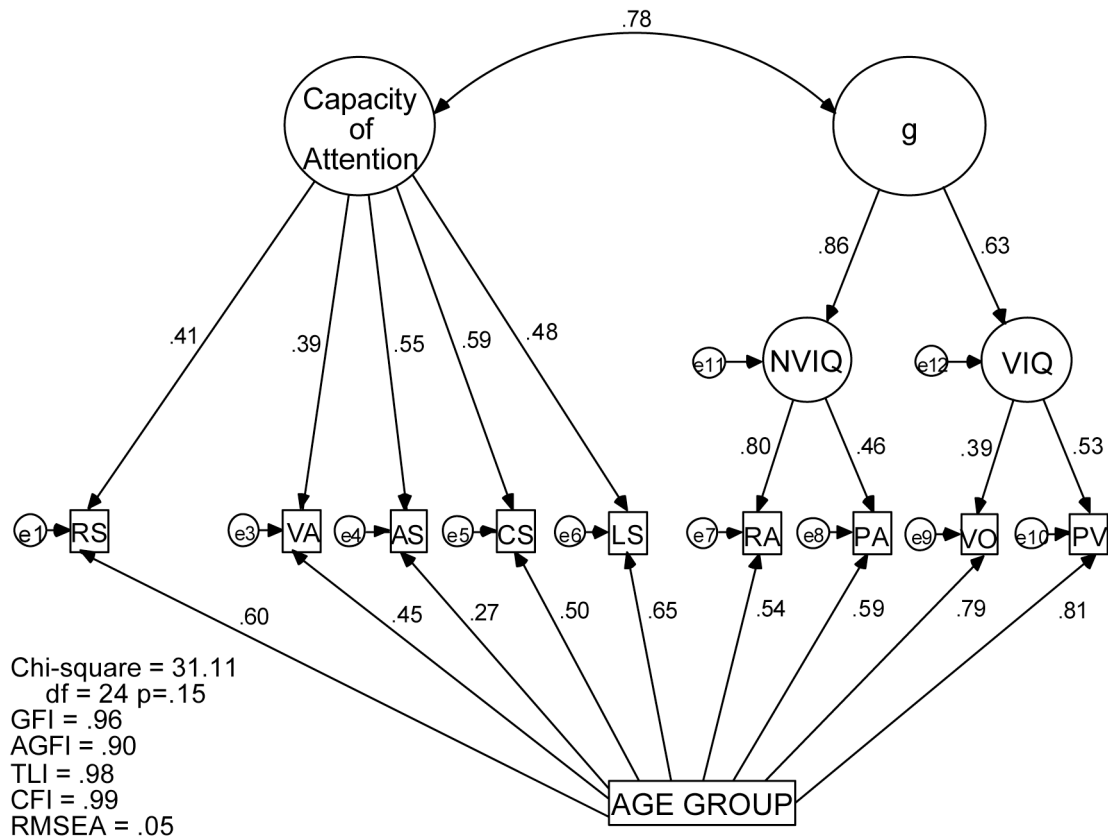 .78
Capacity
of
Attention
g
.86
.63
.41
.39
.55
.59
.48
e11
NVIQ
e12
VIQ
.80
.46
.39
.53
e1
RS
e3
VA
e4
AS
e5
CS
e6
LS
e7
RA
e8
PA
e9
VO
e10
PV
.60
.45
.27
.50
.65
.54
.59
.79
.81
Chi-square = 31.11
df = 24 p=.15
GFI = .96
AGFI = .90
TLI = .98
CFI = .99
RMSEA = .05
AGE GROUP